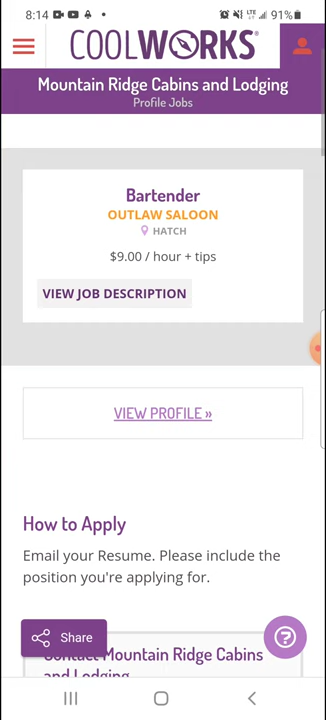 8:14
LTE
91%
COOLWORKS®
Mountain Ridge Cabins and Lodging
Profile Jobs
Bartender
OUTLAW SALOON
HATCH
$9.00 / hour + tips
VIEW JOB DESCRIPTION
VIEW PROFILE »
How to Apply
Email your Resume. Please include the
position you're applying for.
Share
?
Contact Mountain Ridge Cabins
and Lodging